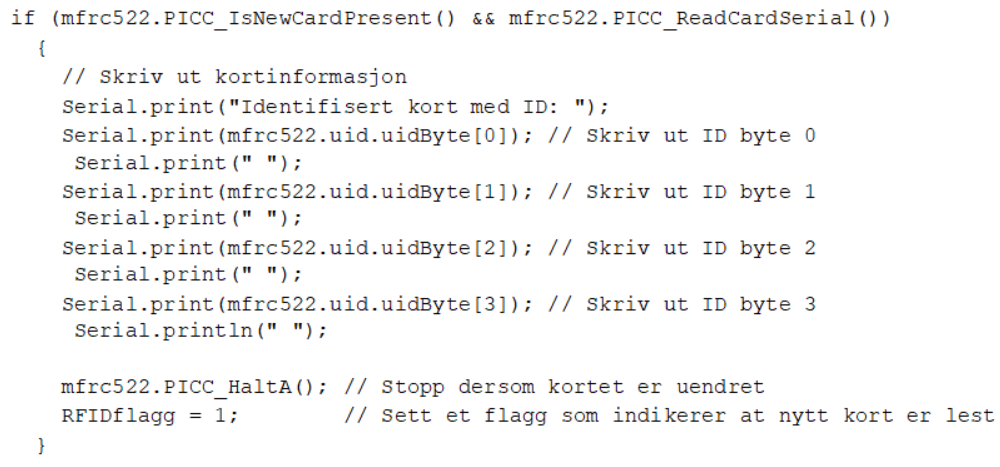 if (mfrc522.PICC_IsNewCardPresent() && mfrc522.PICC_ReadCardSerial())
{
// Skriv ut kortinformasjon
Serial.print("Identifisert kort med ID: ");
Serial.print(mfrc522.uid.uidByte[0]); // Skriv ut ID byte 0
Serial.print(" ");
Serial.print(mfrc522.uid.uidByte[1]); // Skriv ut ID byte 1
Serial.print(" ");
Serial.print(mfrc522.uid.uidByte[2]); // Skriv ut ID byte 2
Serial.print(" ");
Serial.print(mfrc522.uid.uidByte[3]); // Skriv ut ID byte 3
Serial.println(" ");
mfrc522.PICC_HaltA(); // Stopp dersom kortet er uendret
RFIDflagg = 1; // Sett et flagg som indikerer at nytt kort er lest
}